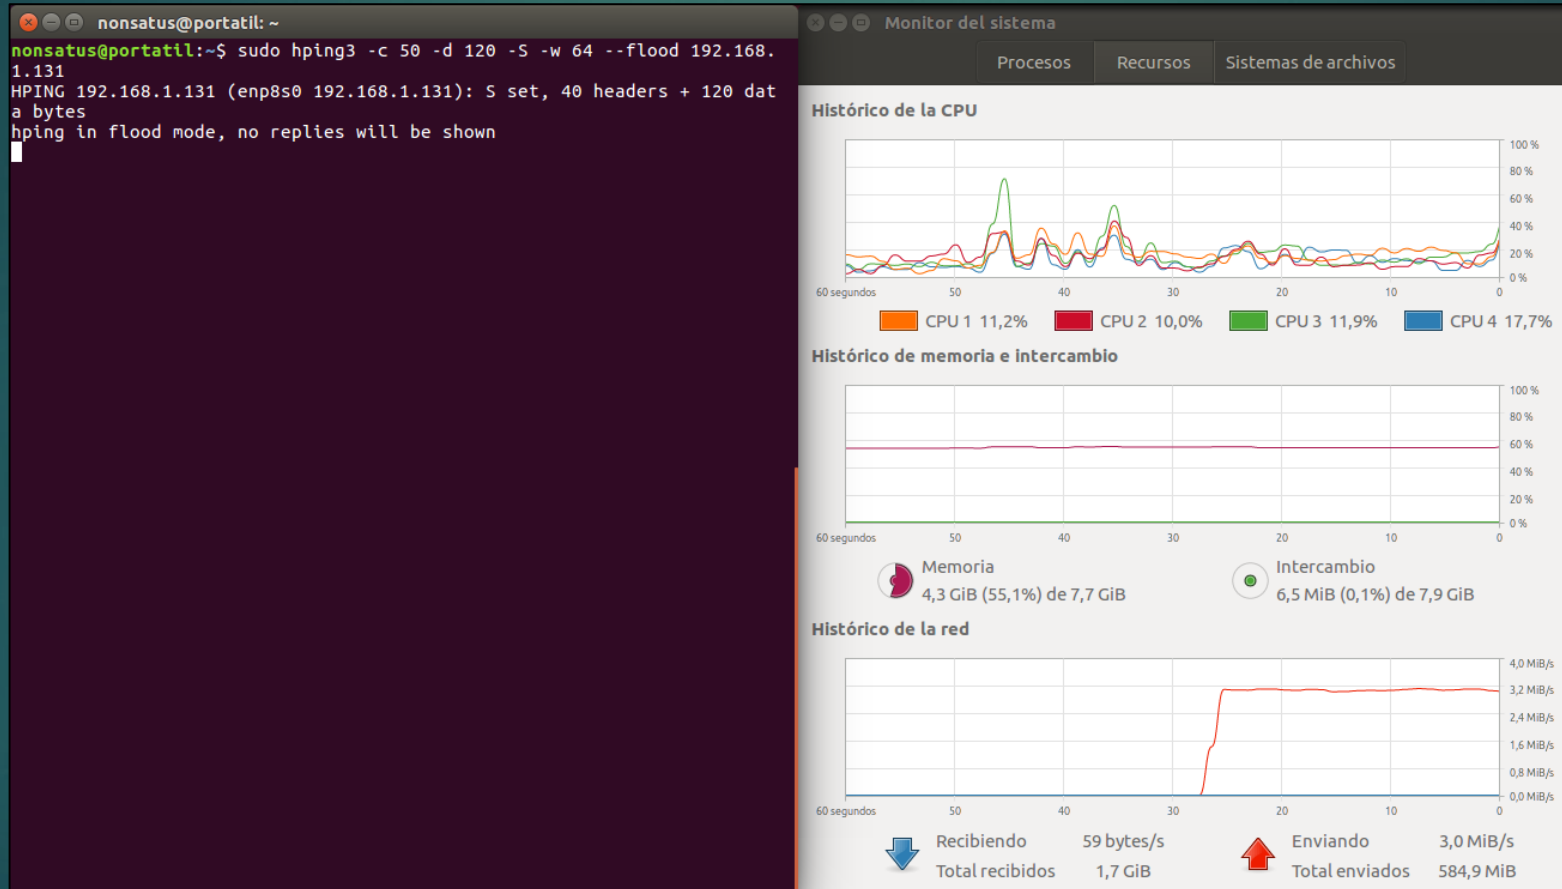 nonsatus@portatil: ~
nonsatus@portatil:~$ sudo hping3 -c 50 -d 120 -S -w 64 --flood 192.168.
1.131
HPING 192.168.1.131 (enp8s0 192.168.1.131): S set, 40 headers + 120 dat
a bytes
hping in flood mode, no replies will be shown
Monitor del sistema
Procesos Recursos Sistemas de archivos
Histórico de la CPU
100 %
80 %
60 %
40 %
20 %
0 %
60 segundos 50 40 30 20 10 0
CPU 1 11,2% CPU 2 10,0% CPU 3 11,9% CPU 4 17,7%
Histórico de memoria e intercambio
100 %
80 %
60 %
40 %
20 %
0 %
60 segundos 50 40 30 20 10 0
Memoria Intercambio
4,3 GiB (55,1%) de 7,7 GiB 6,5 MiB (0,1%) de 7,9 GiB
Histórico de la red
4,0 MiB/s
3,2 MiB/s
2,4 MiB/s
1,6 MiB/s
0,8 MiB/s
0,0 MiB/s
60 segundos 50 40 30 20 10 0
Recibiendo 59 bytes/s Enviando 3,0 MiB/s
Total recibidos 1,7 GiB Total enviados 584,9 MiB